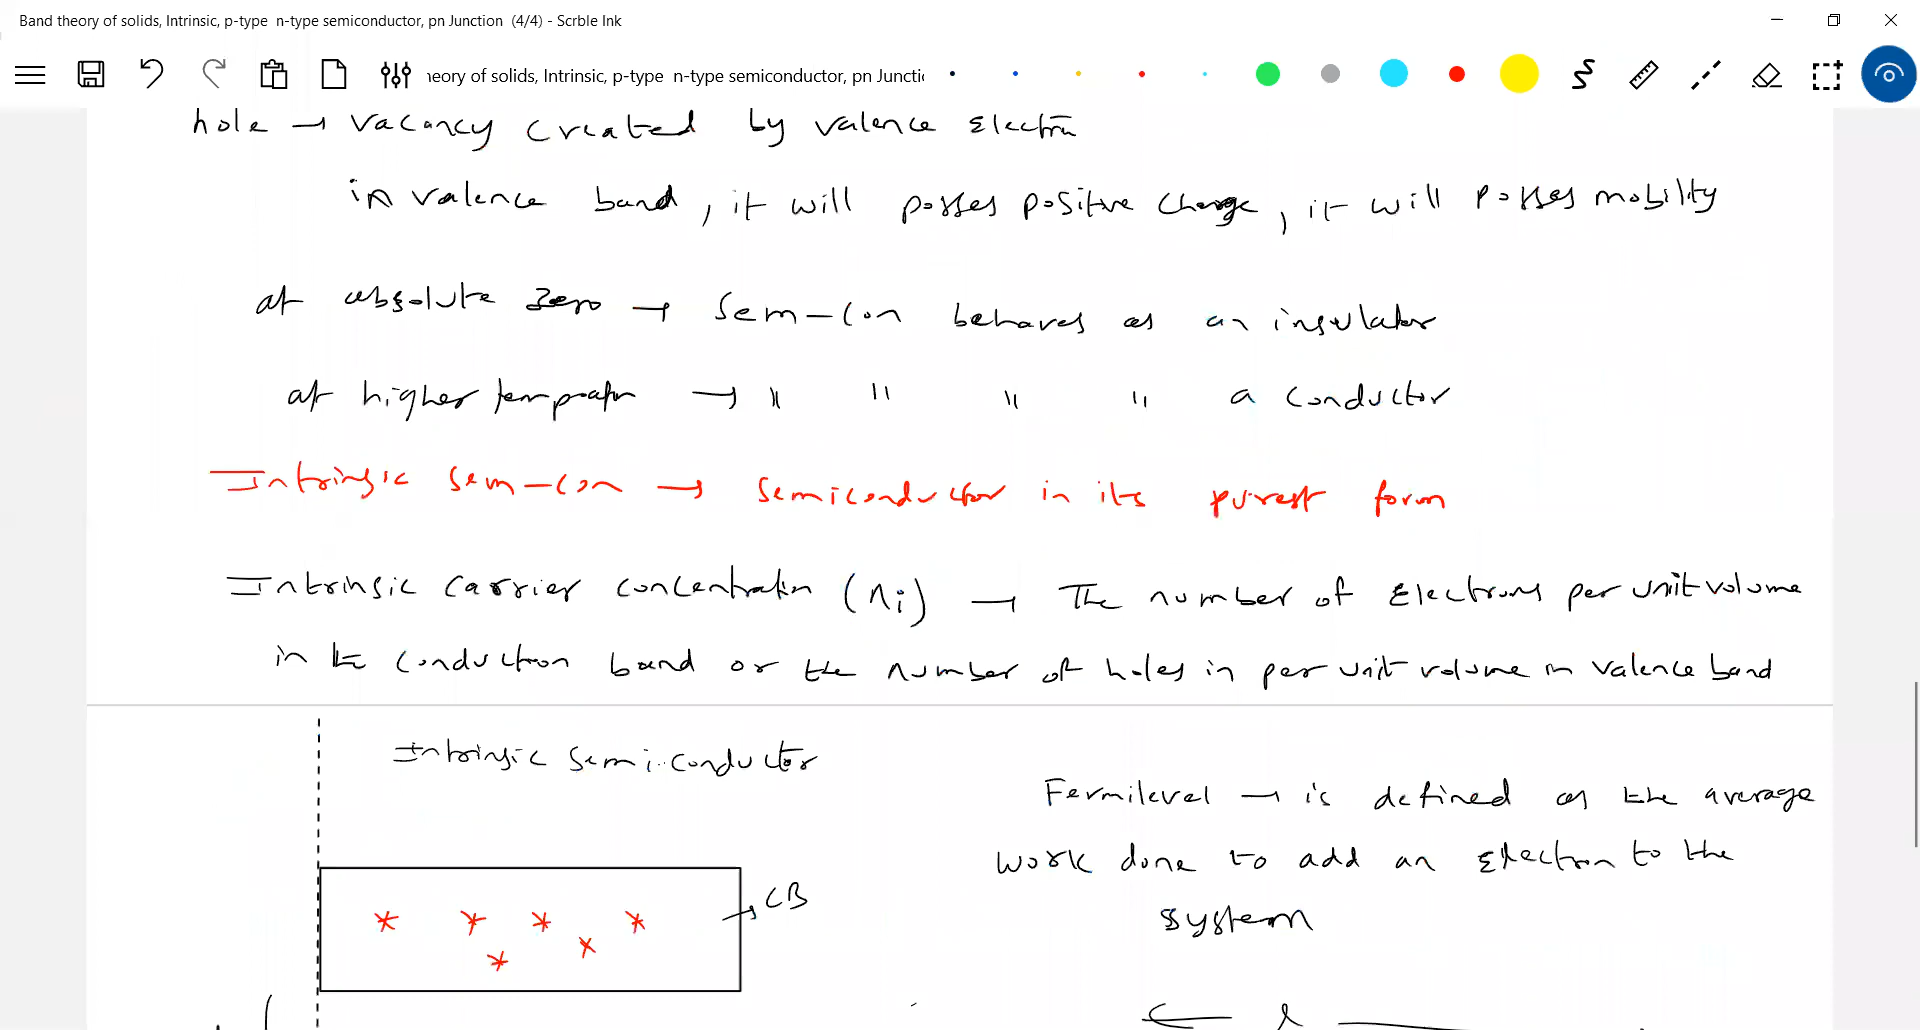 Band theory of solids, Intrinsic, p-type n-type semiconductor, pn Junction (4/4) - Scrble Ink
heory of solids, Intrinsic, p-type n-type semiconductor, pn Juncti
hole → vacancy created by valence Electrn
in valence band, it will posses positive charge, it will posses mobility
at absolute zero → Sem-Con behaves as an insulator
at higher → " " " " a conductor
Intrinsic sem-con → semiconductor in its purest form
Intrinsic carrier concentration (ni) → The number of Electrons per unit volume
in the conduction band or the number of holes in per unit volume in valence band
Intrinsic semi-conductor
Fermilevel → is defined as the average
work done to add an Electron to the
system
CB